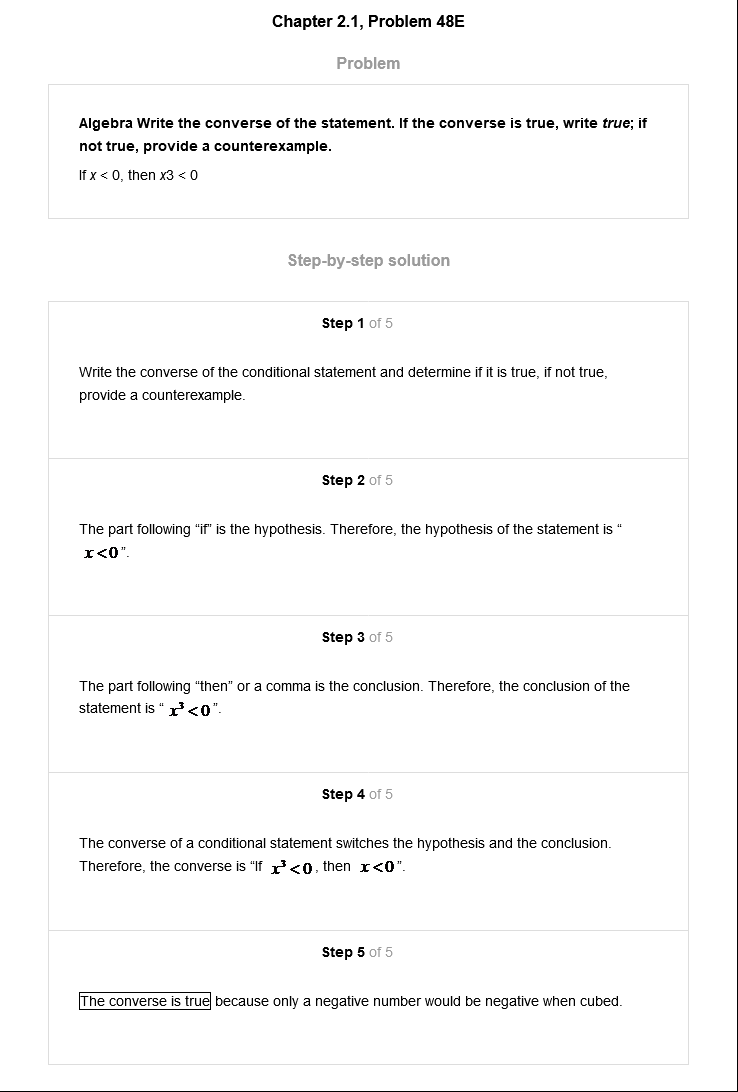 Chapter 2.1, Problem 48E
Problem
Algebra Write the converse of the statement. If the converse is true, write true; if
not true, provide a counterexample.
If x < 0, then x3 < 0
Step-by-step solution
Step 1 of 5
Write the converse of the conditional statement and determine if it is true, if not true,
provide a counterexample.
Step 2 of 5
The part following “if” is the hypothesis. Therefore, the hypothesis of the statement is “
x<0”.
Step 3 of 5
The part following “then” or a comma is the conclusion. Therefore, the conclusion of the
statement is “ x³<0”.
Step 4 of 5
The converse of a conditional statement switches the hypothesis and the conclusion.
Therefore, the converse is “If x³<0, then x<0”.
Step 5 of 5
The converse is true because only a negative number would be negative when cubed.